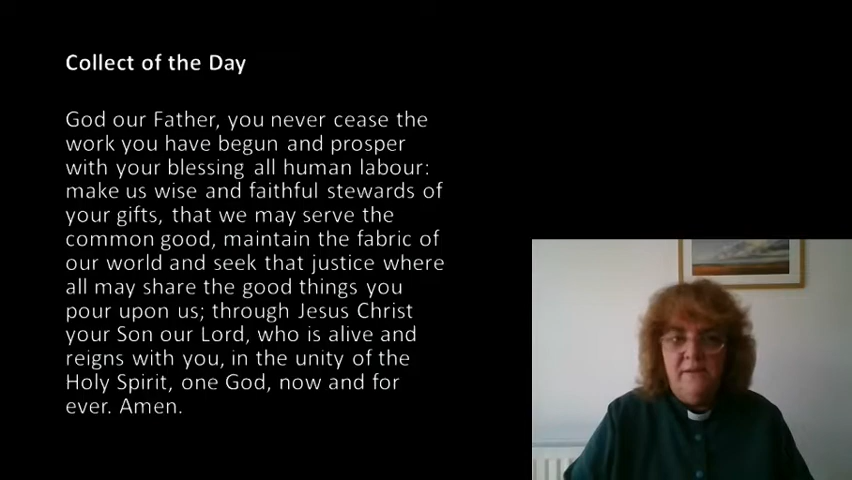 Collect of the Day
God our Father, you never cease the
work you have begun and prosper
with your blessing all human labour:
make us wise and faithful stewards of
your gifts, that we may serve the
common good, maintain the fabric of
our world and seek that justice where
all may share the good things you
pour upon us; through Jesus Christ
your Son our Lord, who is alive and
reigns with you, in the unity of the
Holy Spirit, one God, now and for
ever. Amen.